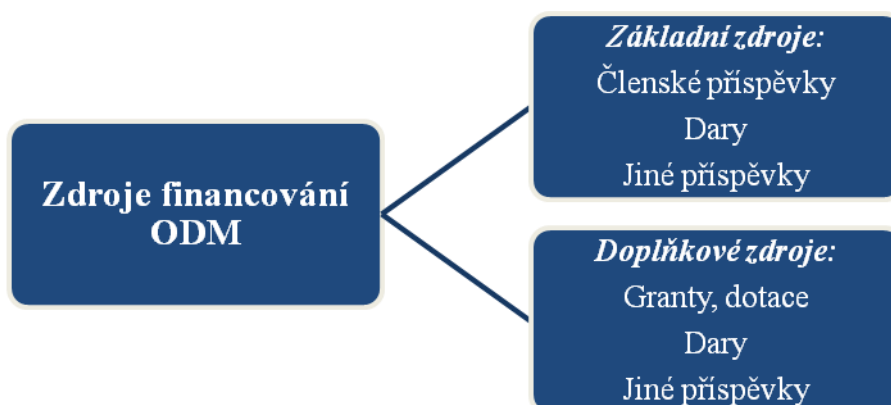 Zdroje financování
ODM
Základní zdroje:
Členské příspěvky
Dary
Jiné příspěvky
Doplňkové zdroje:
Granty, dotace
Dary
Jiné příspěvky